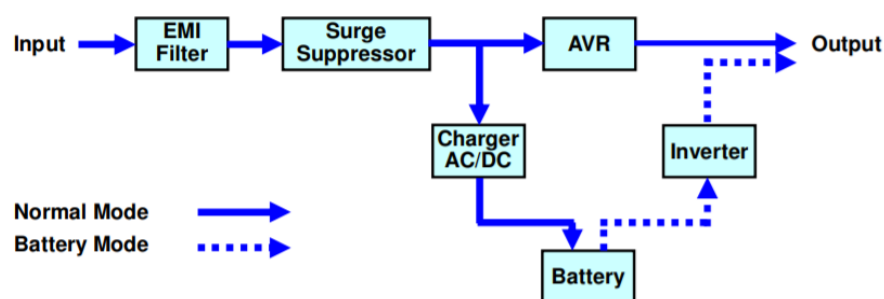 Input
EMI
Filter
Surge
Suppressor
AVR
Output
Charger
AC/DC
Inverter
Normal Mode
Battery Mode
Battery